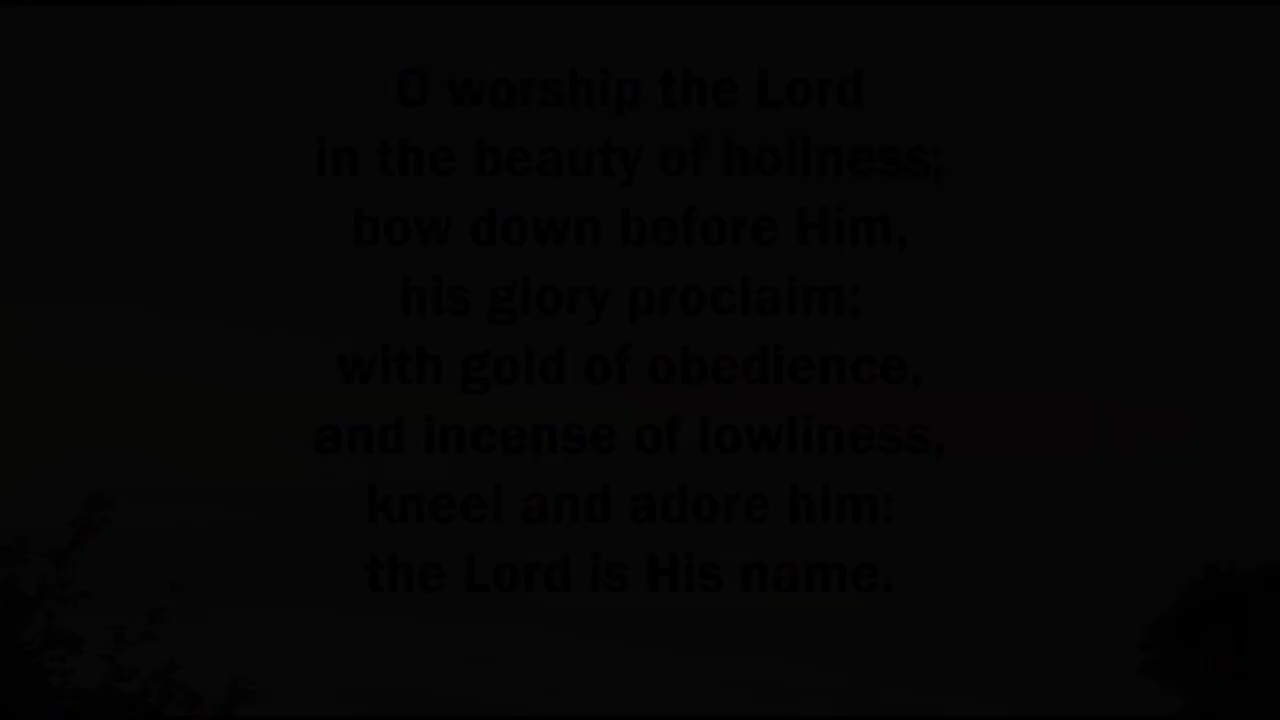 O worship the Lord
in the beauty of holiness;
bow down before Him,
his glory proclaim;
with gold of obedience,
and incense of lowliness,
kneel and adore him:
the Lord is His name.